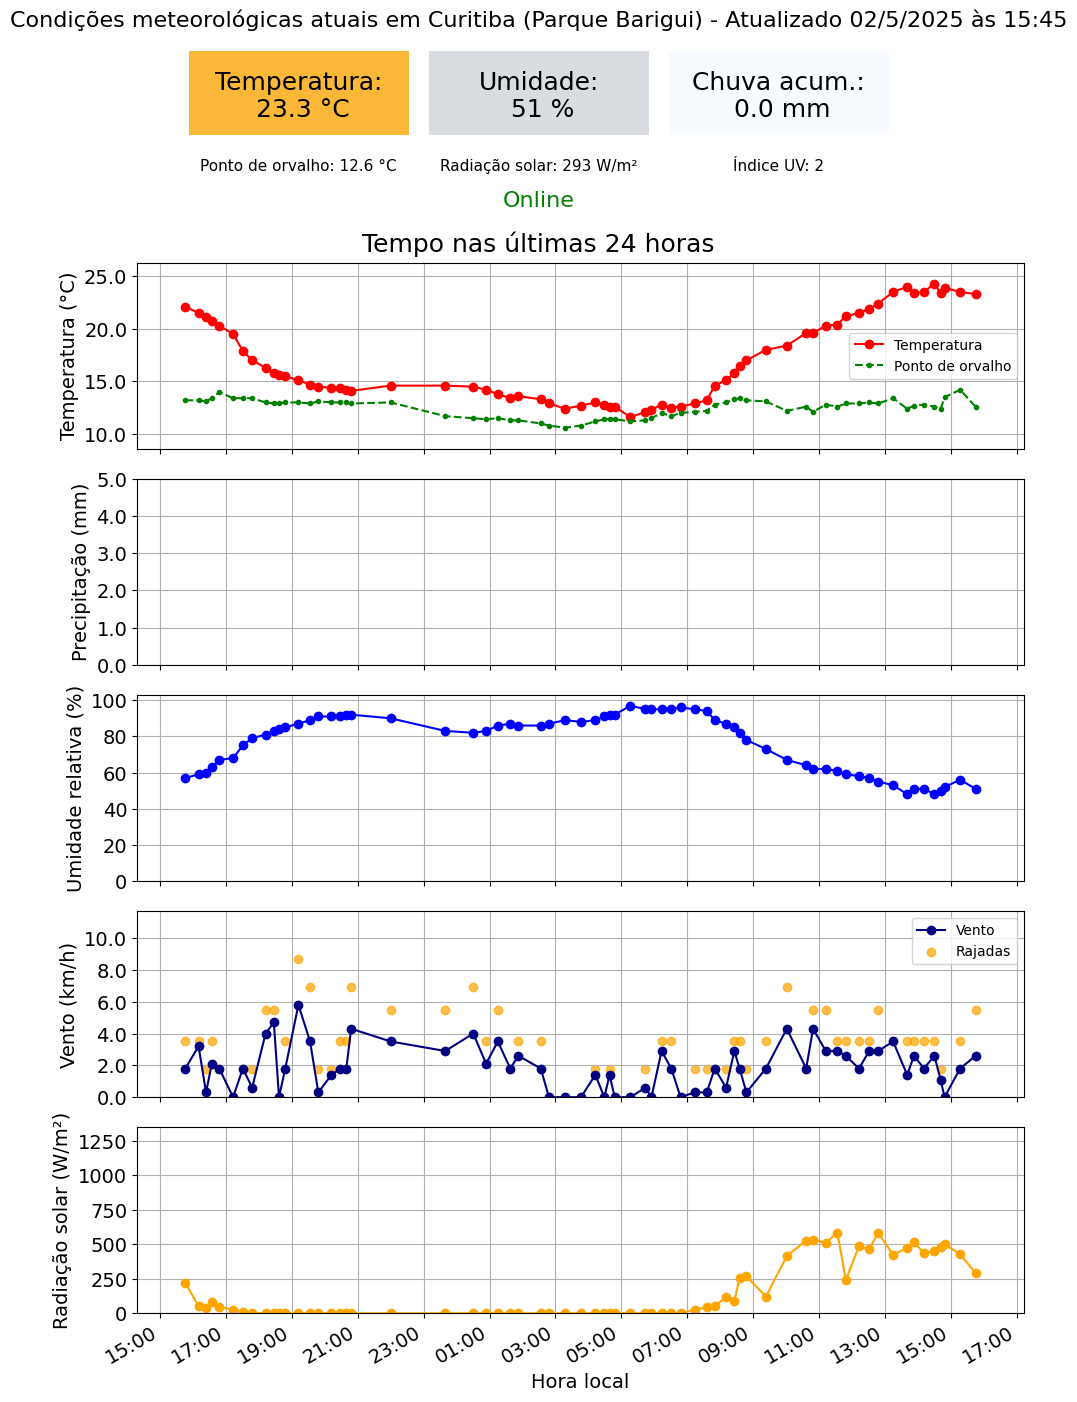 Condições meteorológicas atuais em Curitiba (Parque Barigui) - Atualizado 02/5/2025 às 15:45
Temperatura:
23.3 °C
Umidade:
51 %
Chuva acum.:
0.0 mm
Ponto de orvalho: 12.6 °C
Radiação solar: 293 W/m²
Índice UV: 2
Online
Tempo nas últimas 24 horas
Temperatura (°C)
25.0
20.0
15.0
10.0
Temperatura
Ponto de orvalho
Precipitação (mm)
5.0
4.0
3.0
2.0
1.0
0.0
Umidade relativa (%)
100
80
60
40
20
0
Vento (km/h)
10.0
8.0
6.0
4.0
2.0
0.0
Vento
Rajadas
Radiação solar (W/m²)
1250
1000
750
500
250
0
15:00
17:00
19:00
21:00
23:00
01:00
03:00
05:00
07:00
09:00
11:00
13:00
15:00
17:00
Hora local